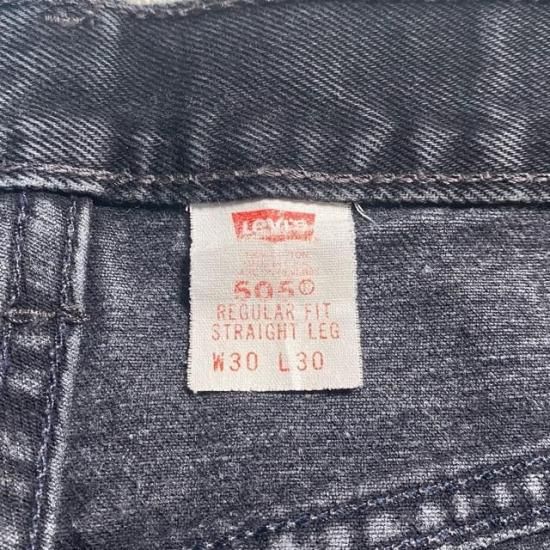 Levi's
505®
REGULAR FIT
STRAIGHT LEG
W30 L30